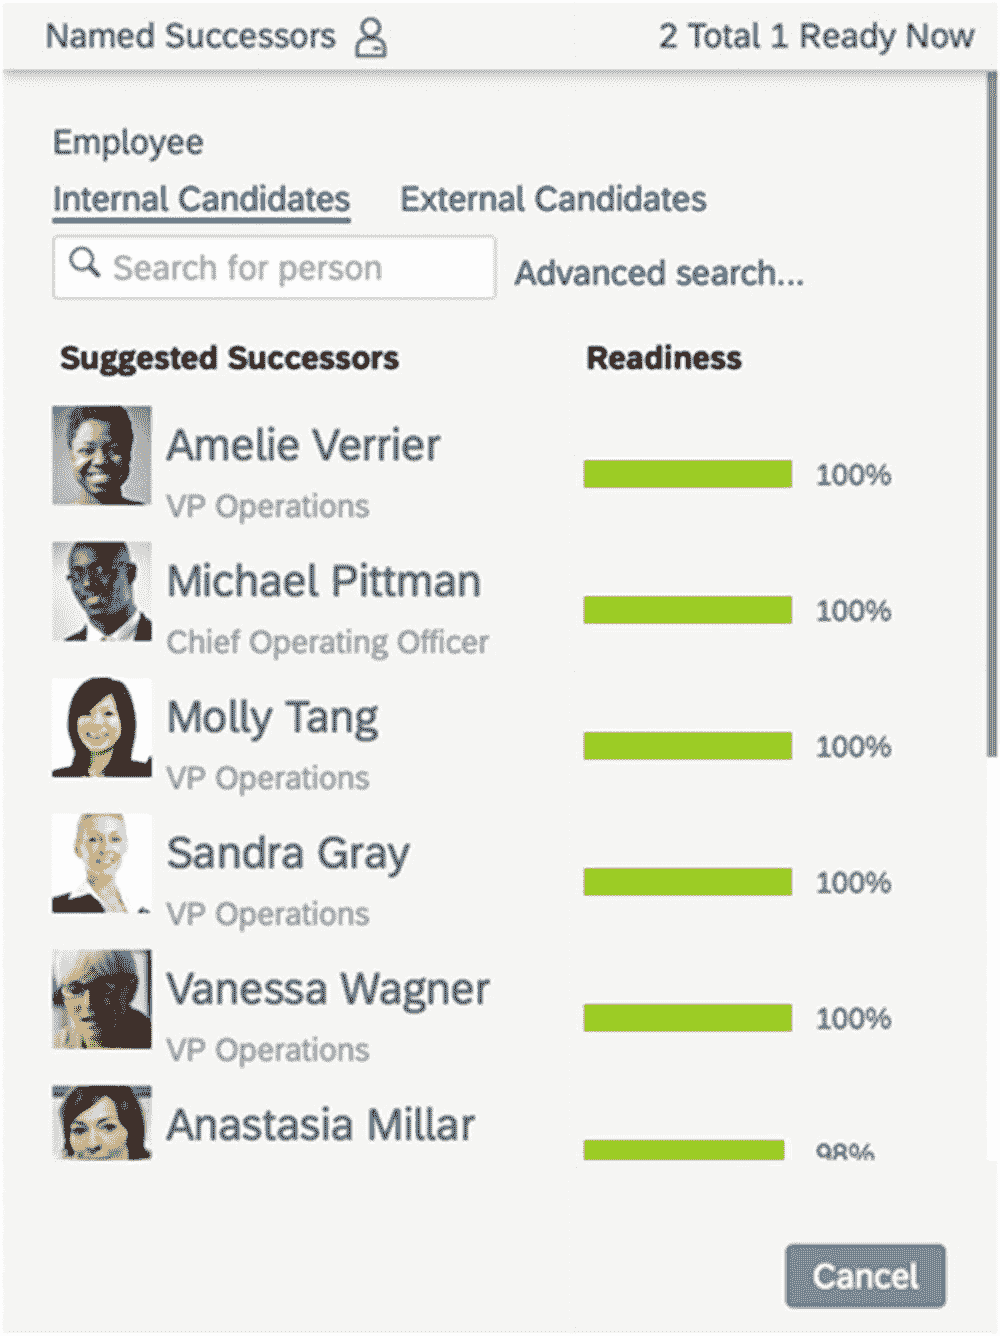 Named Successors 2 Total 1 Ready Now
Employee
Internal Candidates External Candidates
Search for person Advanced search...
Suggested Successors Readiness
Amelie Verrier
100%
VP Operations
Michael Pittman
100%
Chief Operating Officer
Molly Tang
100%
VP Operations
Sandra Gray
100%
VP Operations
Vanessa Wagner
100%
VP Operations
Anastasia Millar
98%
Cancel